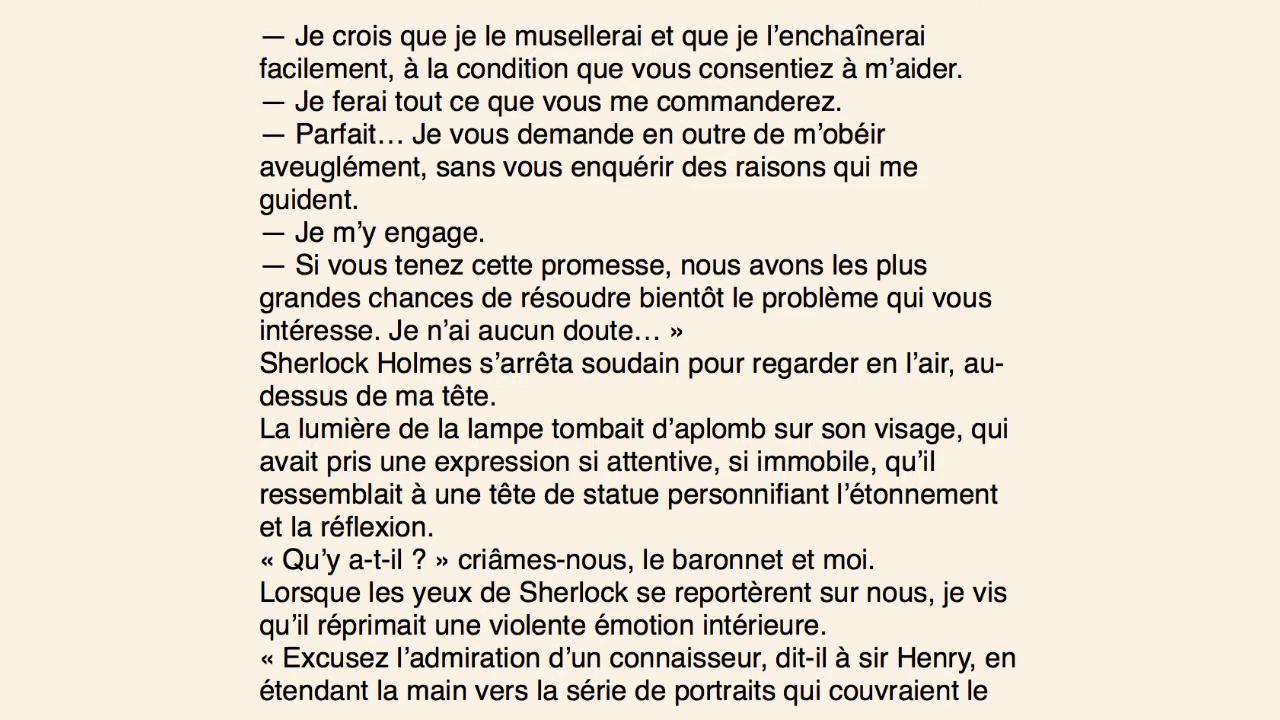 — Je crois que je le musellerai et que je l’enchaînerai
facilement, à la condition que vous consentiez à m’aider.
— Je ferai tout ce que vous me commanderez.
— Parfait… Je vous demande en outre de m’obéir
aveuglément, sans vous enquérir des raisons qui me
guident.
— Je m’y engage.
— Si vous tenez cette promesse, nous avons les plus
grandes chances de résoudre bientôt le problème qui vous
intéresse. Je n’ai aucun doute… »
Sherlock Holmes s’arrêta soudain pour regarder en l’air, au-
dessus de ma tête.
La lumière de la lampe tombait d’aplomb sur son visage, qui
avait pris une expression si attentive, si immobile, qu’il
ressemblait à une tête de statue personnifiant l’étonnement
et la réflexion.
« Qu’y a-t-il ? » criâmes-nous, le baronnet et moi.
Lorsque les yeux de Sherlock se reportèrent sur nous, je vis
qu’il réprimait une violente émotion intérieure.
« Excusez l’admiration d’un connaisseur, dit-il à sir Henry, en
étendant la main vers la série de portraits qui couvraient le